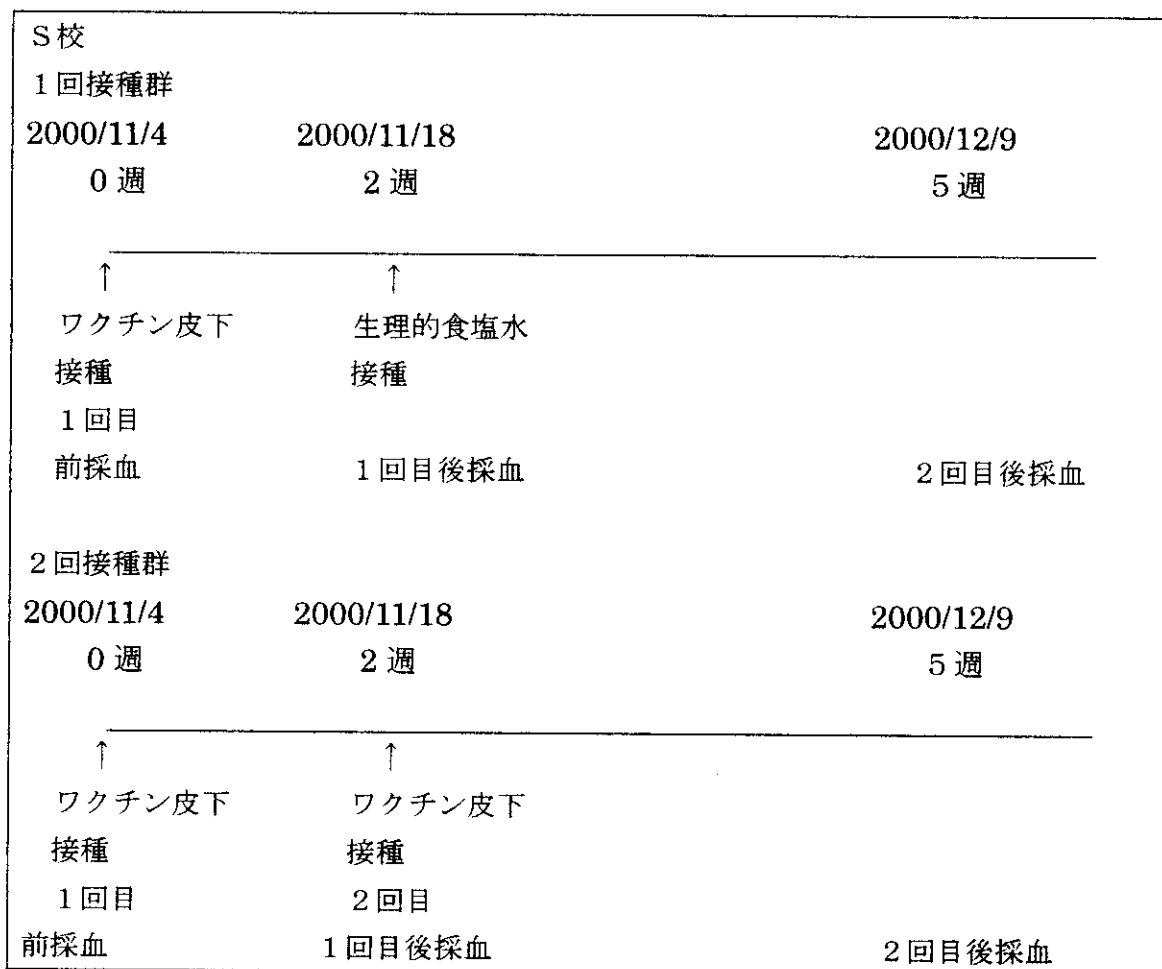 S校
1回接種群
2000/11/4 2000/11/18 2000/12/9
0週 2週 5週
↑ ↑
ワクチン皮下 生理的食塩水
接種 接種
1回目
前採血 1回目後採血 2回目後採血
2回接種群
2000/11/4 2000/11/18 2000/12/9
0週 2週 5週
↑ ↑
ワクチン皮下 ワクチン皮下
接種 接種
1回目 2回目
前採血 1回目後採血 2回目後採血